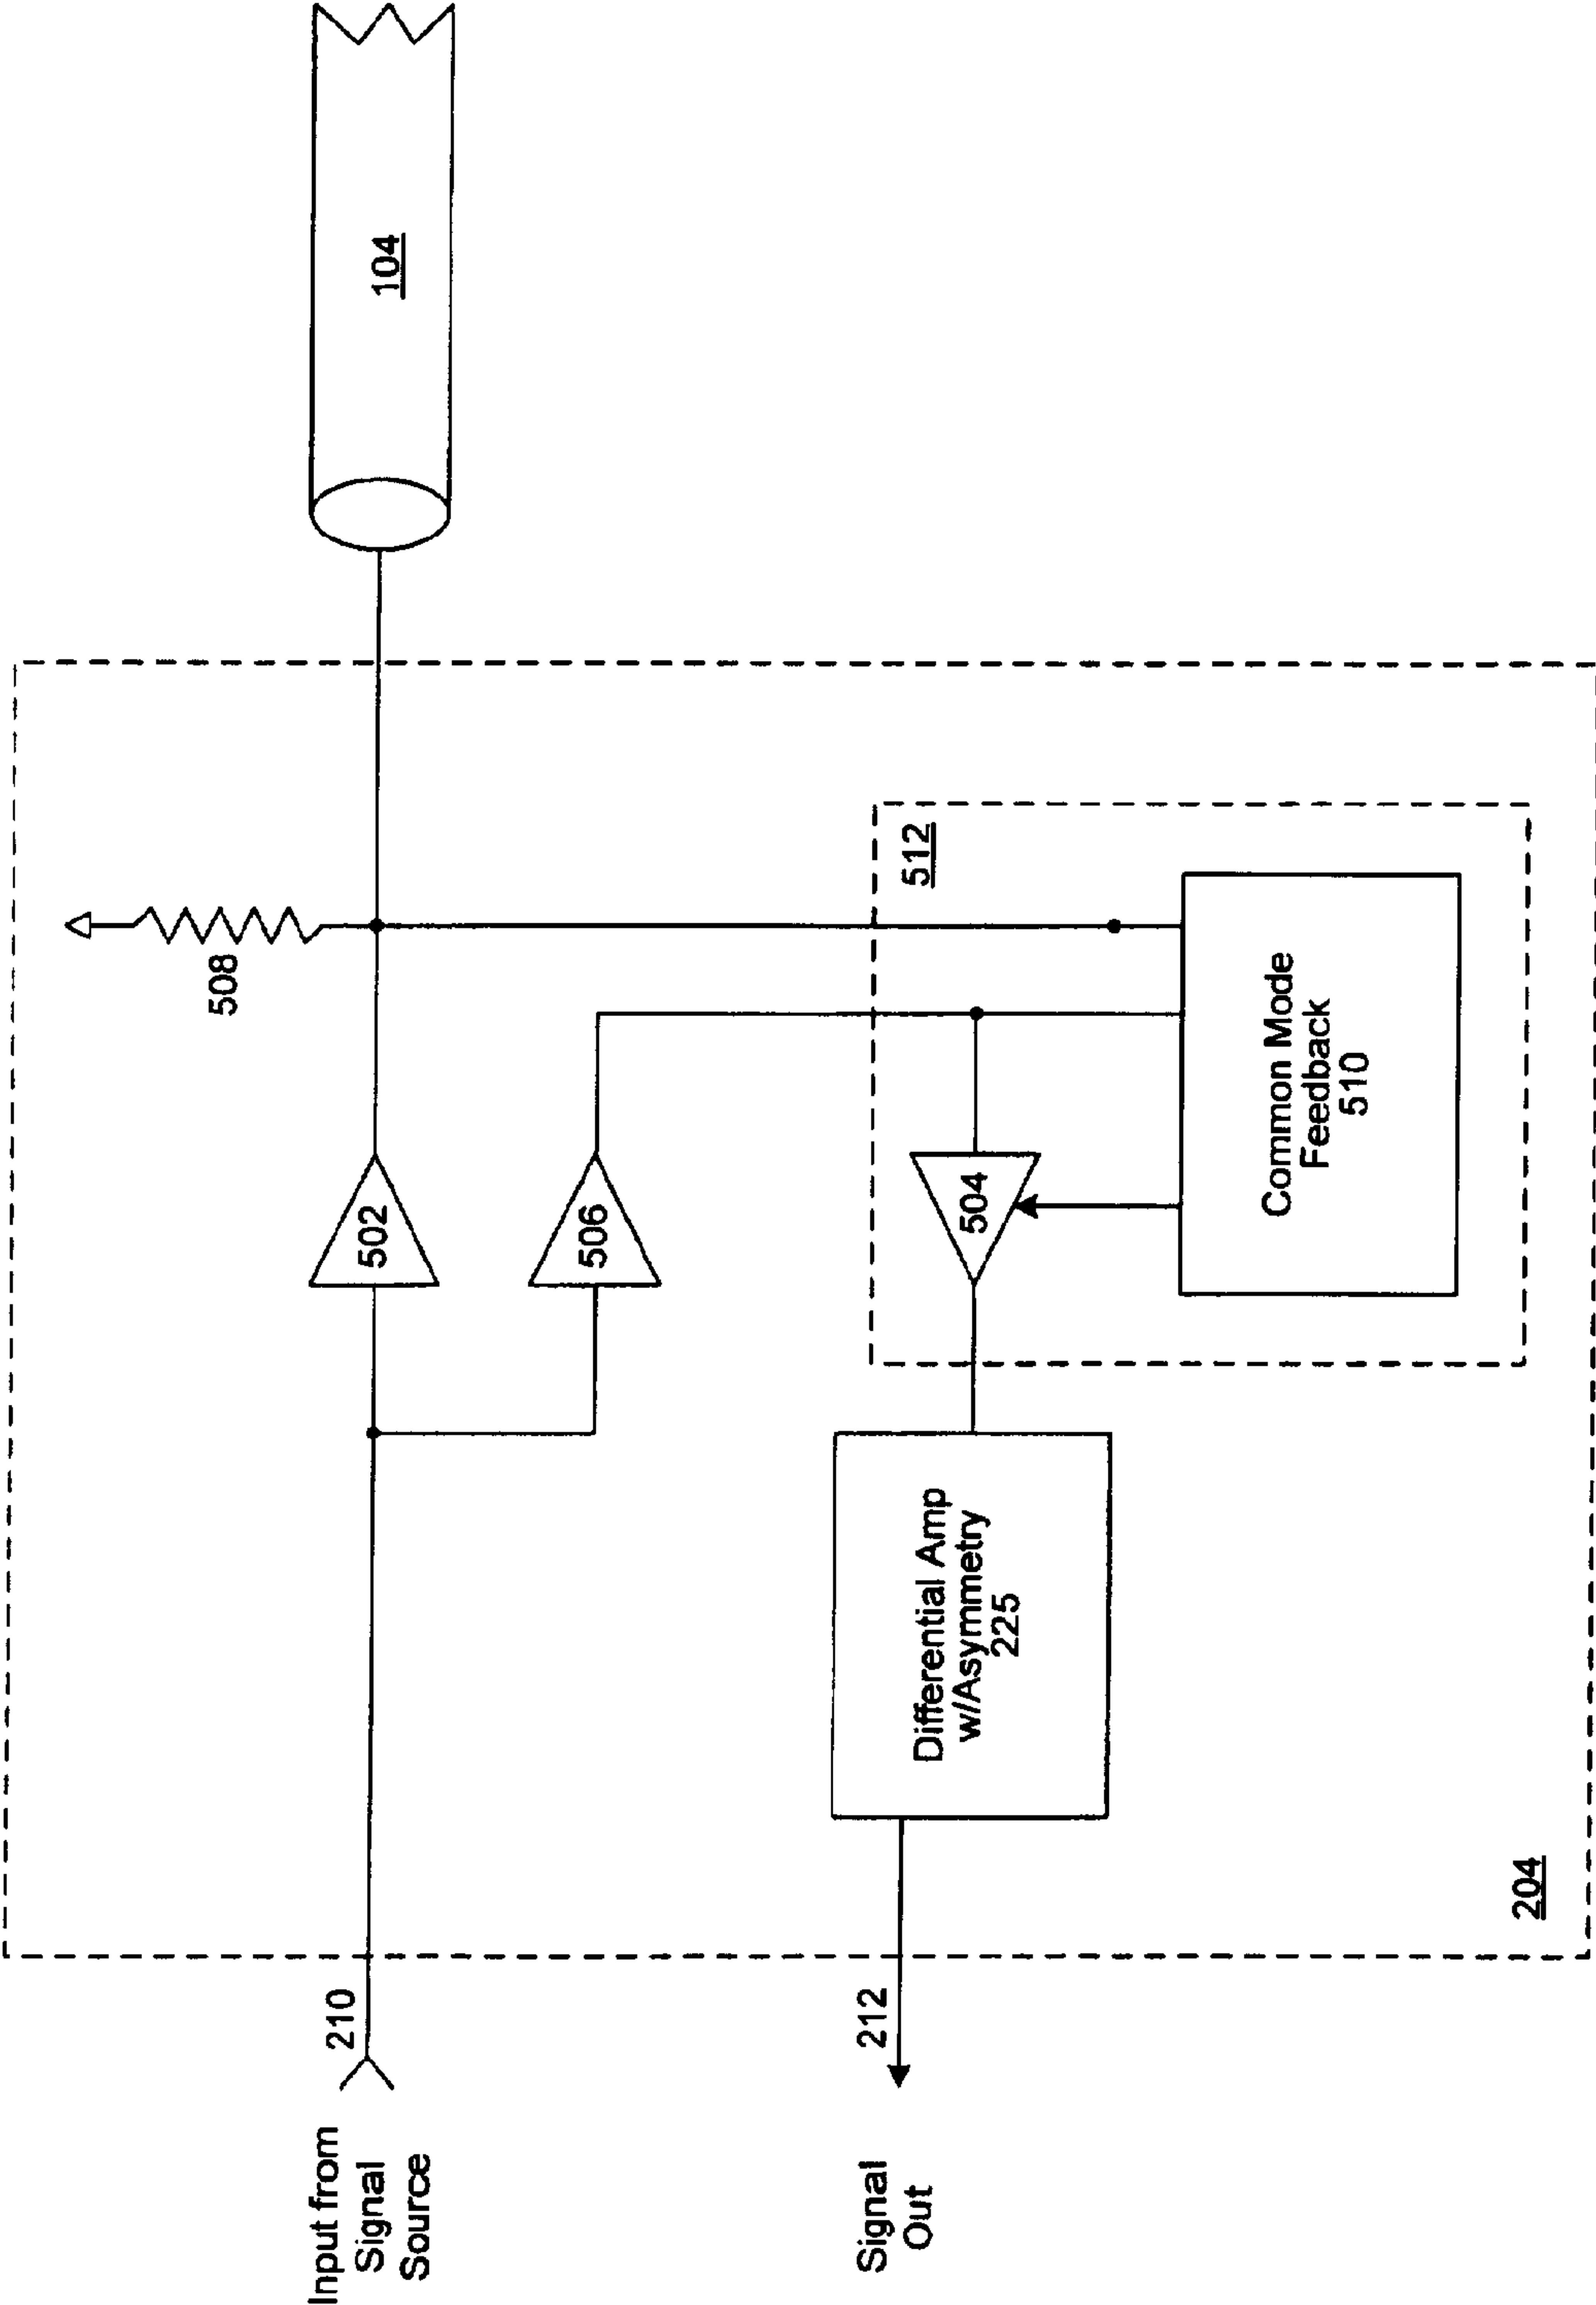 Input from
Signal
Source
210
502
508
104
506
Signal
Out
212
Differential Amp
w/Asymmetry
225
504
512
Common Mode
Feedback
510
204